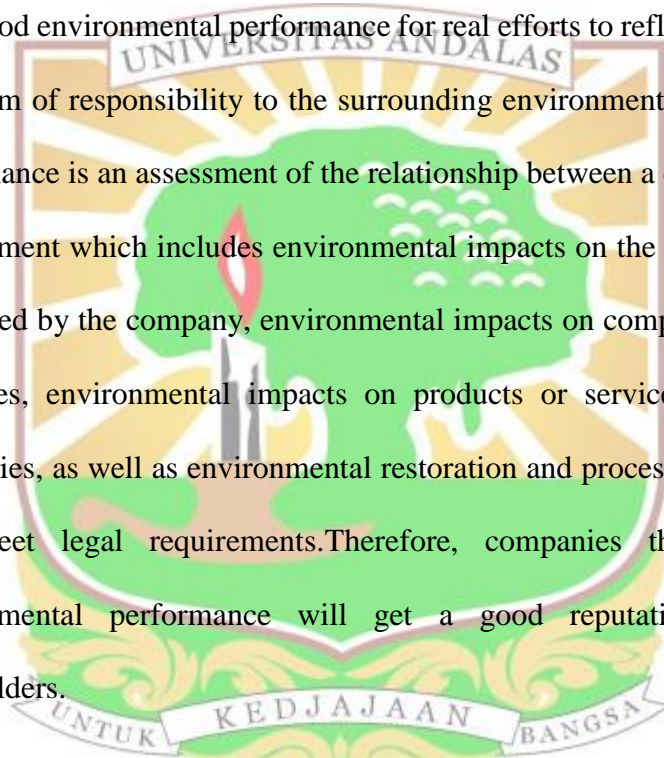 od environmental performance for real efforts to refl
UNIVERSITAS ANDALAS
m of responsibility to the surrounding environment
nance is an assessment of the relationship between a
ment which includes environmental impacts on the
ed by the company, environmental impacts on comp
es, environmental impacts on products or service
ies, as well as environmental restoration and proces
eet legal requirements.Therefore, companies th
mental performance will get a good reputati
lders.
UNTUK KEDJAJAAN BANGSA